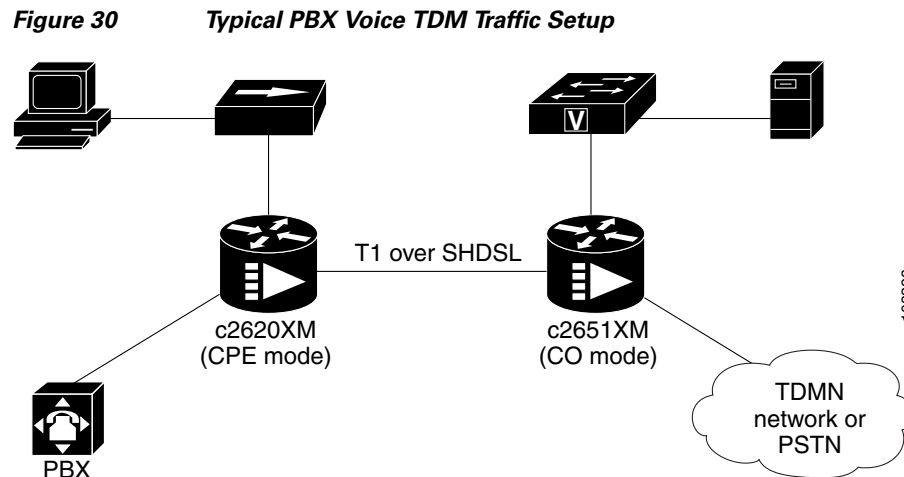 Figure 30 Typical PBX Voice TDM Traffic Setup
V
T1 over SHDSL
c2620XM
(CPE mode)
c2651XM
(CO mode)
TDMN
network or
PSTN
PBX